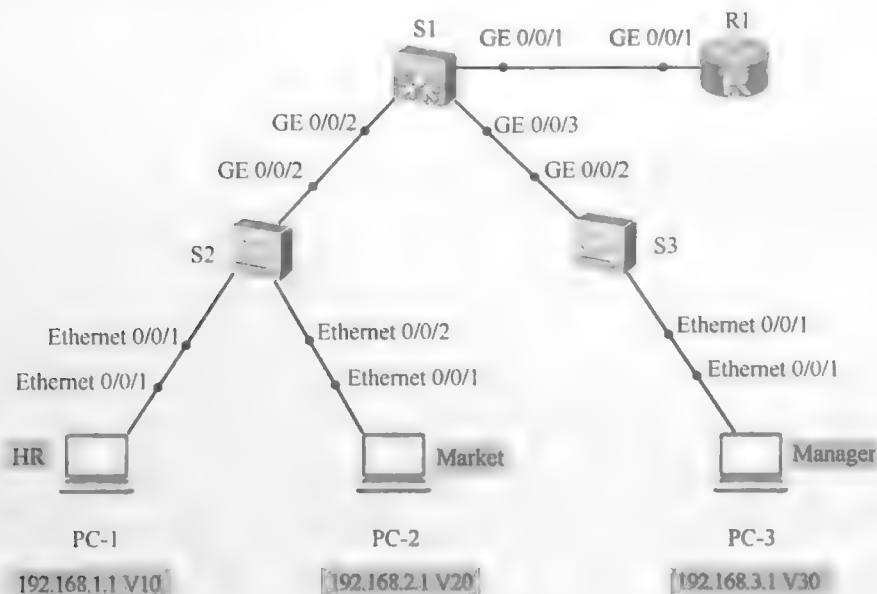 S1
R1
GE 0/0/1
GE 0/0/1
GE 0/0/2
GE 0/0/3
GE 0/0/2
GE 0/0/2
S2
S3
Ethernet 0/0/1
Ethernet 0/0/2
Ethernet 0/0/1
Ethernet 0/0/1
Ethernet 0/0/1
Ethernet 0/0/1
HR
Market
Manager
PC-1
PC-2
PC-3
192.168.1.1 V10
192.168.2.1 V20
192.168.3.1 V30